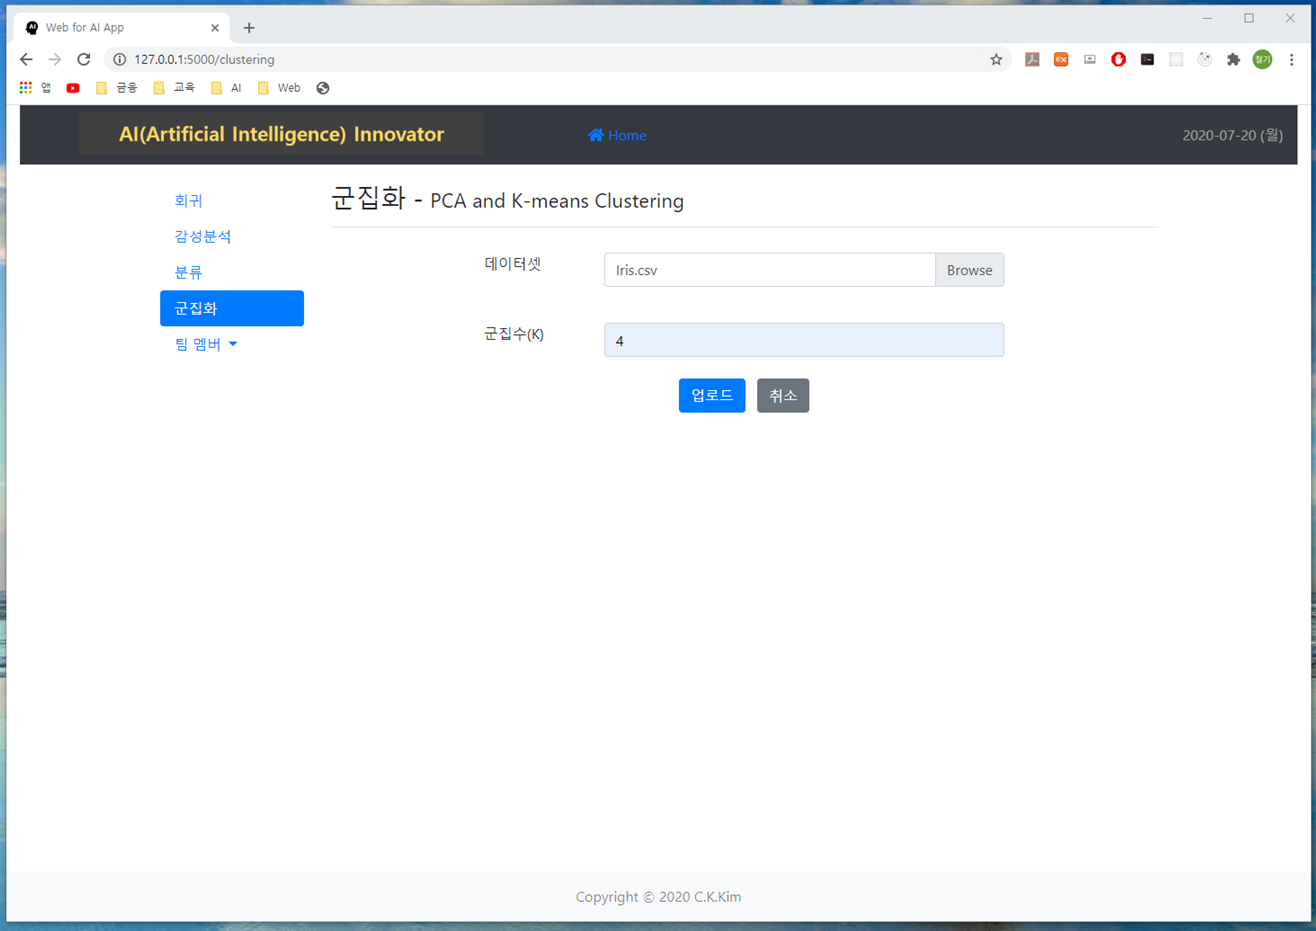 Web for AI App
127.0.0.1:5000/clustering
앱 금융 교육 AI Web
AI(Artificial Intelligence) Innovator
Home
2020-07-20 (월)
회귀
감성분석
분류
군집화
팀 멤버
군집화 - PCA and K-means Clustering
데이터셋
Iris.csv
Browse
군집수(K)
4
업로드
취소
Copyright © 2020 C.K.Kim